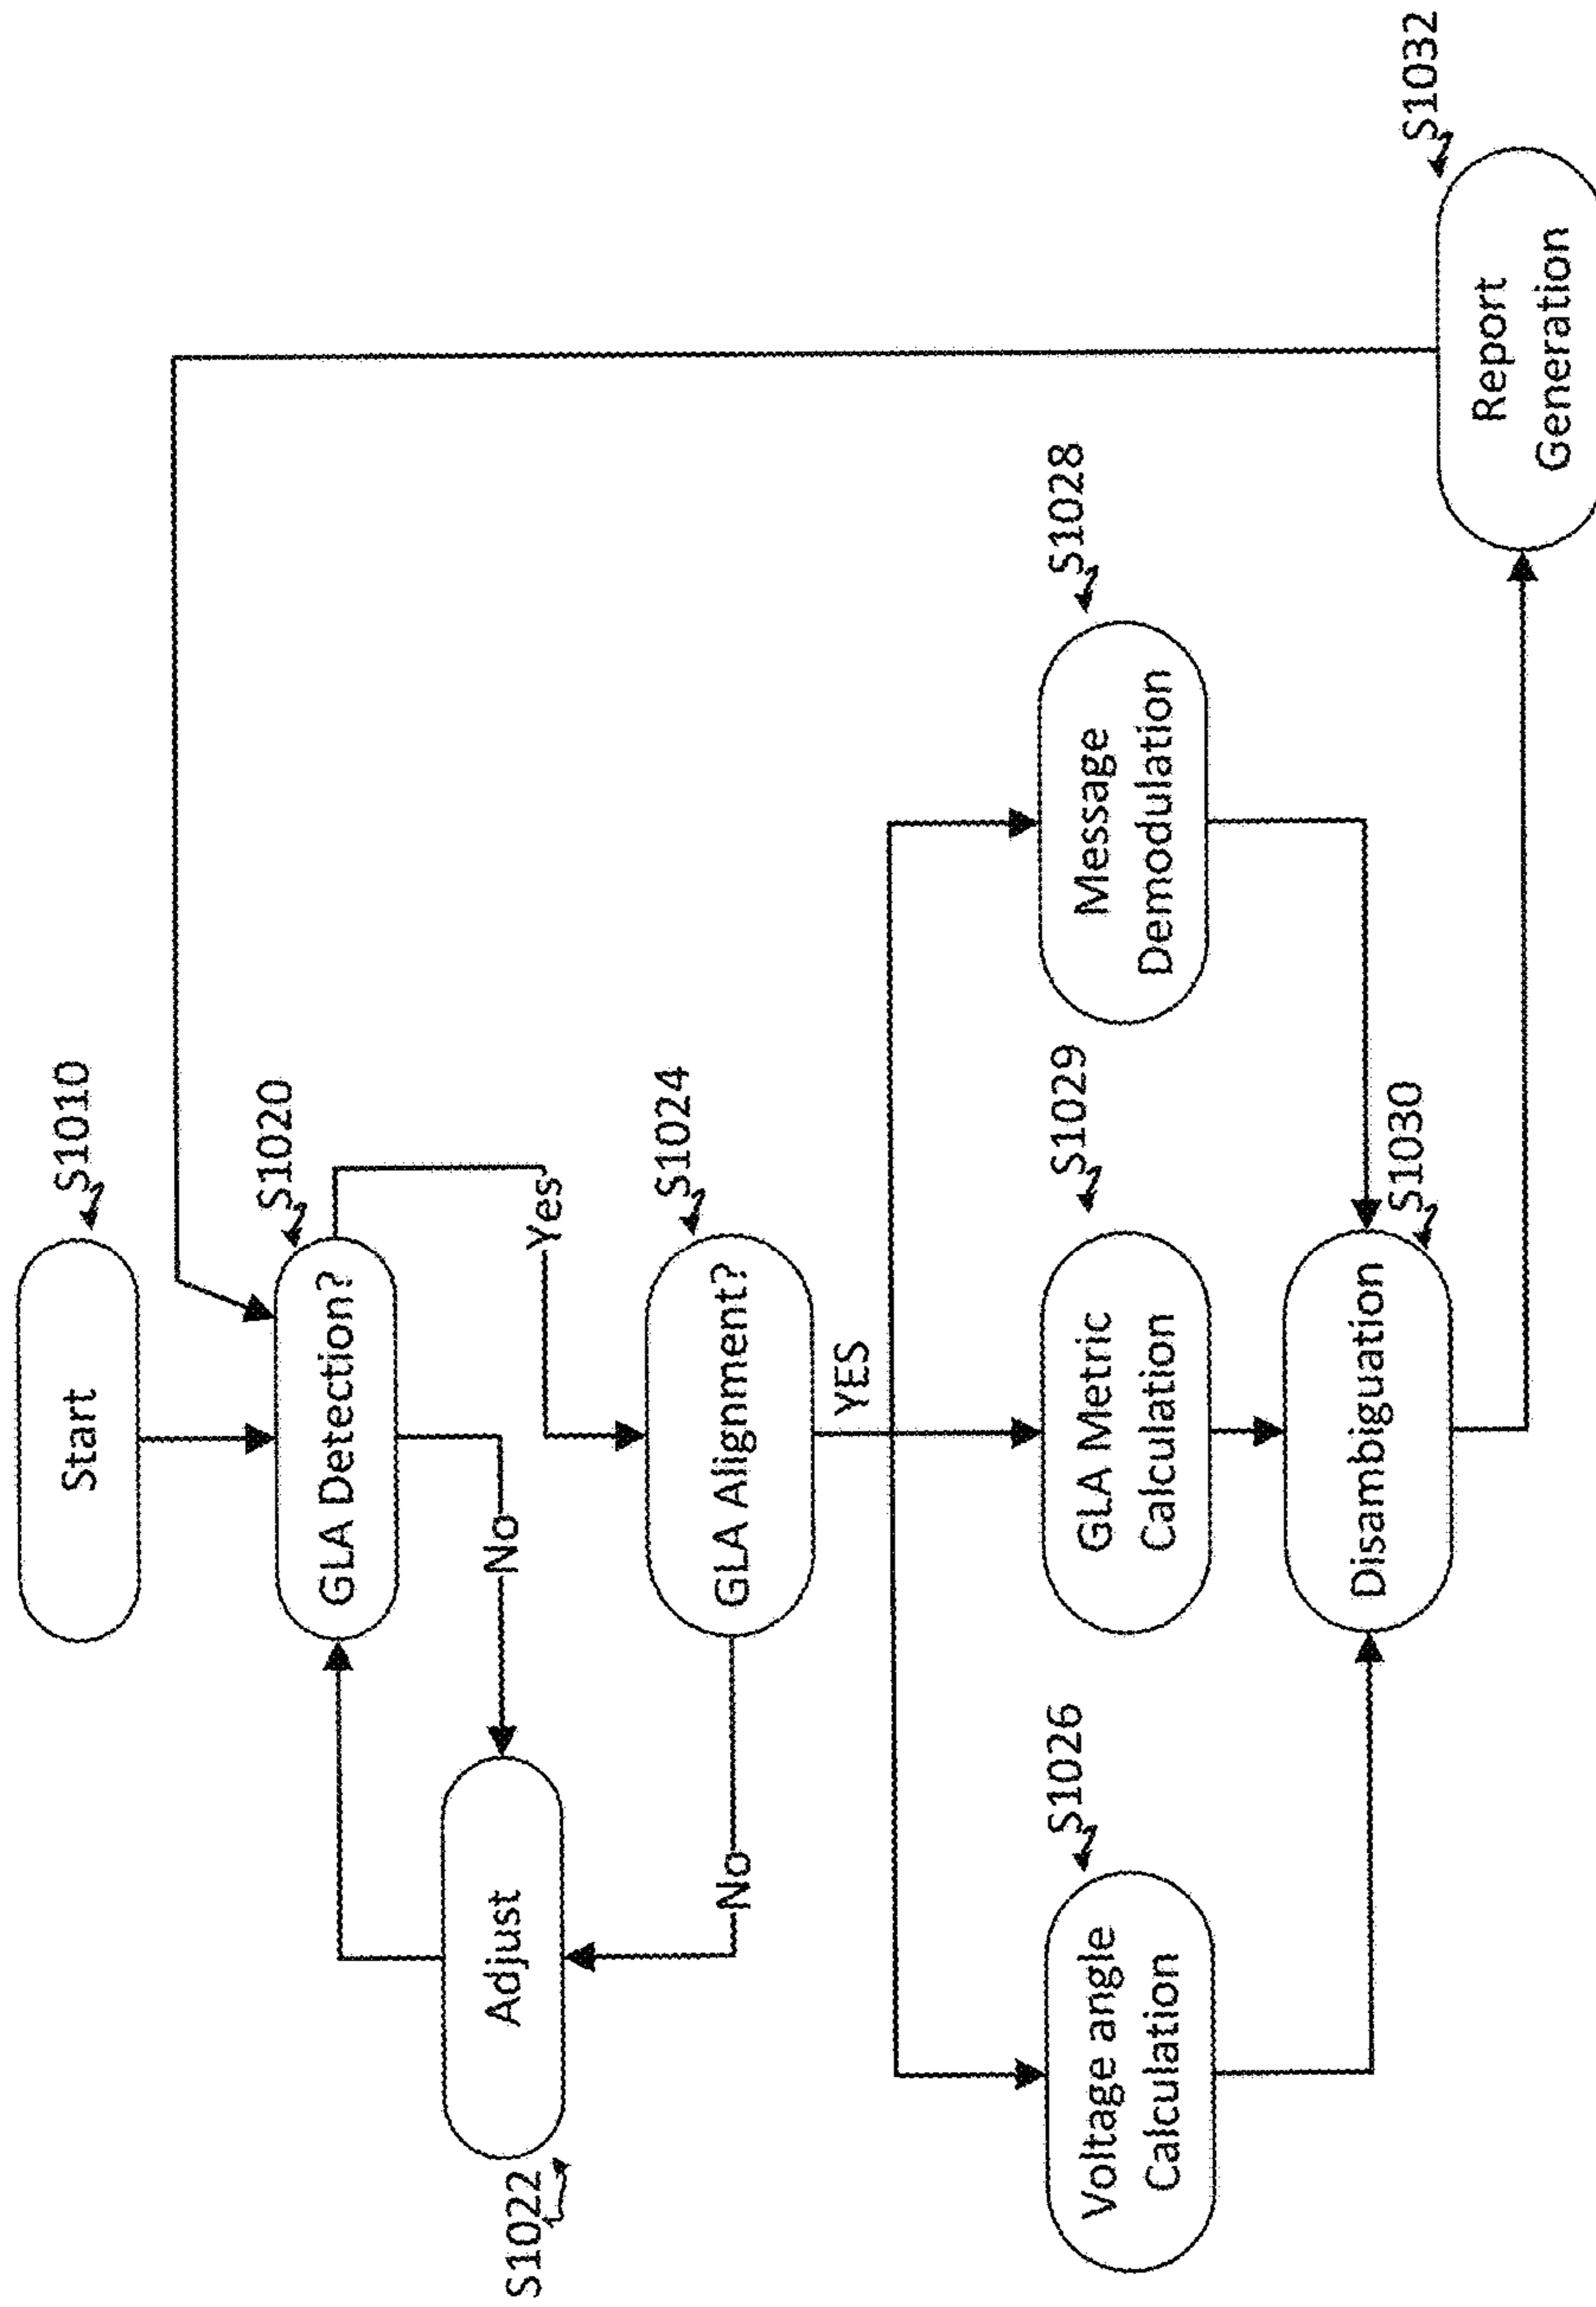 Start
S1010
GLA Detection?
S1020
Yes
No
Adjust
S1022
GLA Alignment?
S1024
No
YES
Voltage angle
Calculation
S1026
GLA Metric
Calculation
S1029
Message
Demodulation
S1028
Disambiguation
S1030
Report
Generation
S1032